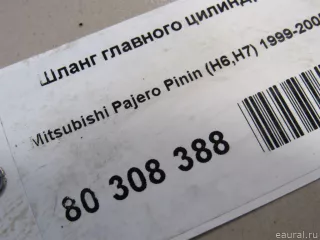 Шланг главного цилинд
Mitsubishi Pajero Pinin (H6,H7) 1999-200
80 308 388
eaural.ru